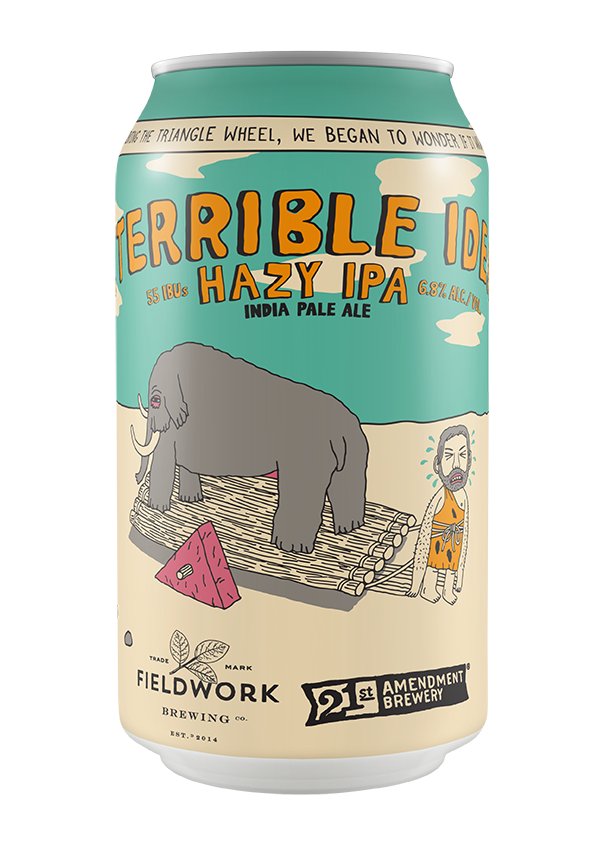 THE TRIANGLE WHEEL, WE BEGAN TO WONDER IF IT
TERRIBLE IDE
55 IBUs HAZY IPA 6.8% ALC./VOL.
INDIA PALE ALE
TRADE MARK
FIELDWORK
BREWING CO.
EST. 2014
21st AMENDMENT BREWERY®